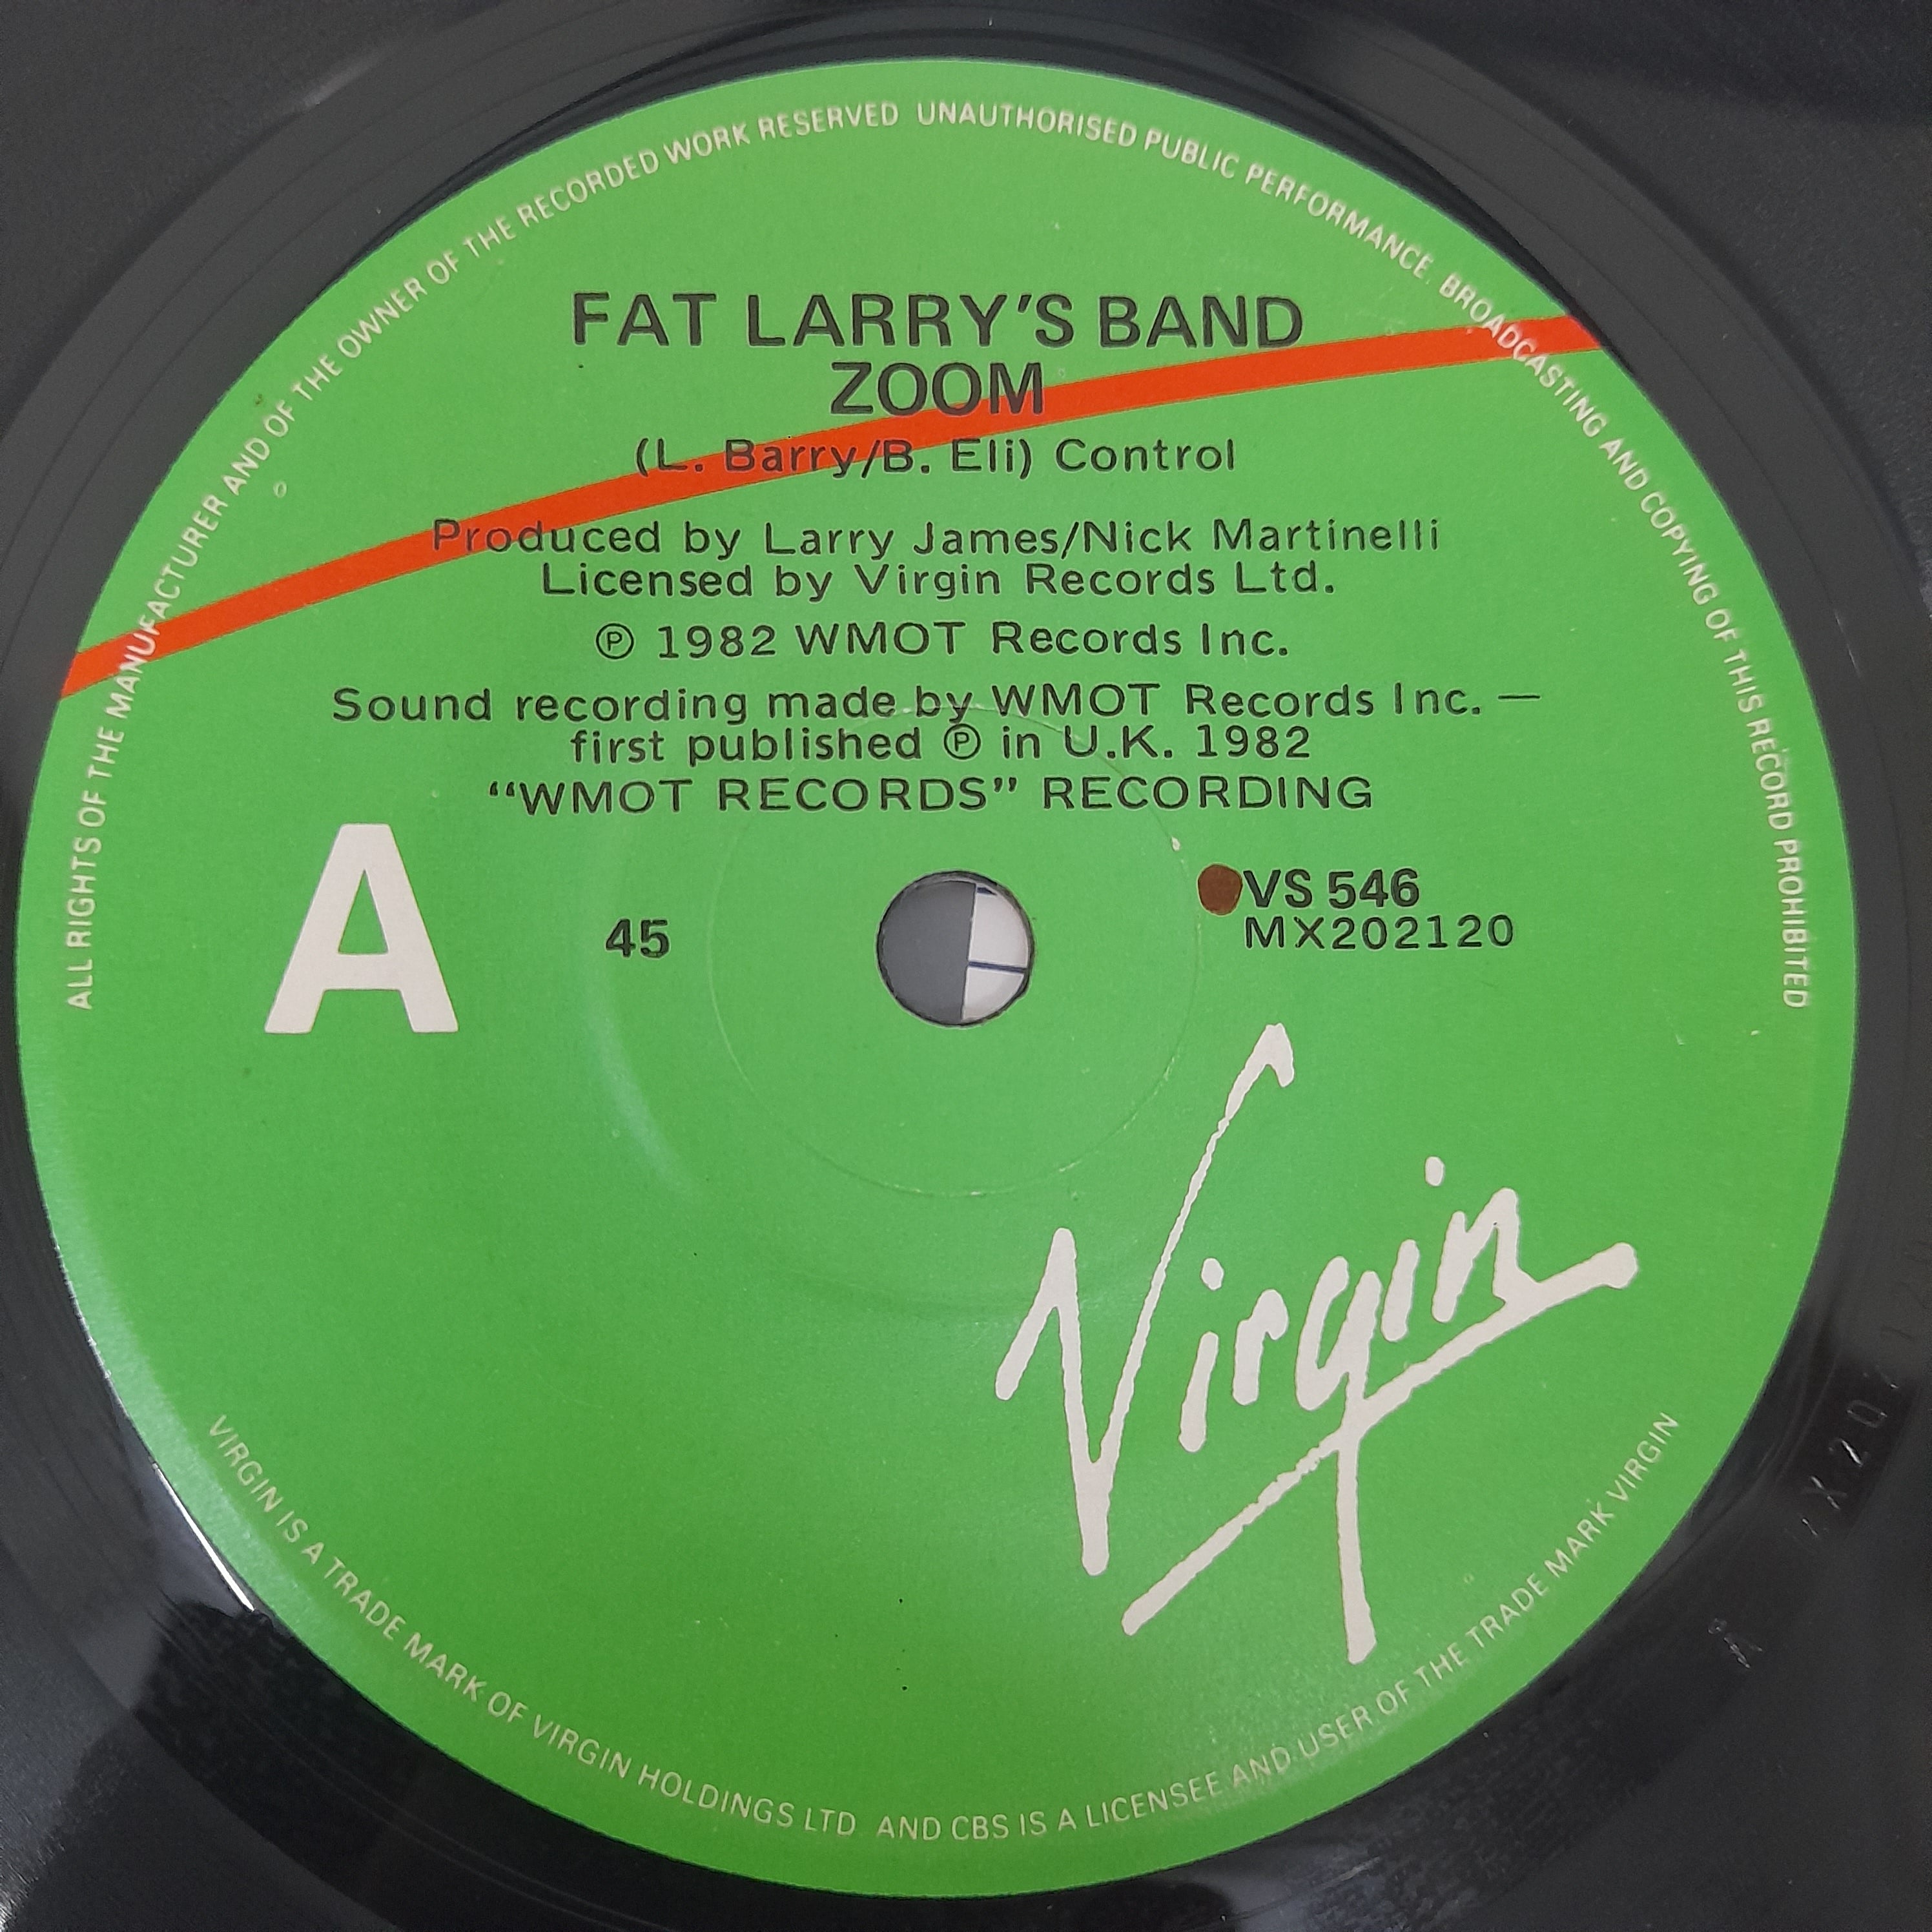 ALL RIGHTS OF THE MANUFACTURER AND OF THE OWNER OF THE RECORDED WORK RESERVED UNAUTHORISED PUBLIC PERFORMANCE. BROADCASTING AND COPYING OF THIS RECORD PROHIBITED
FAT LARRY'S BAND
ZOOM
(L. Barry/B. Eli) Control
Produced by Larry James/Nick Martinelli
Licensed by Virgin Records Ltd.
℗ 1982 WMOT Records Inc.
Sound recording made by WMOT Records Inc. —
first published ℗ in U.K. 1982
“WMOT RECORDS” RECORDING
A
45
VS 546
MX202120
Virgin
VIRGIN IS A TRADE MARK OF VIRGIN HOLDINGS LTD AND CBS IS A LICENSEE AND USER OF THE TRADE MARK VIRGIN